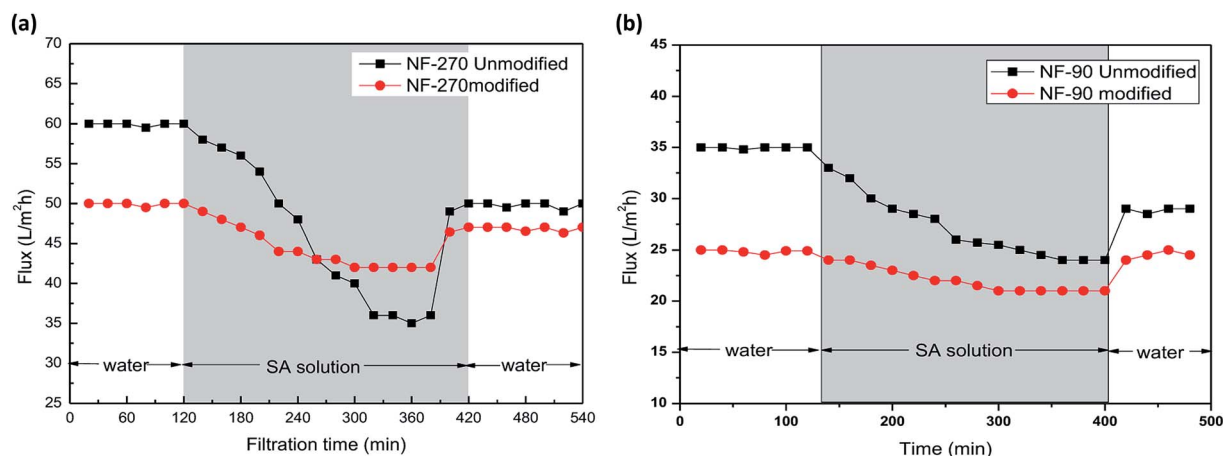 (a)
70
65
60
55
50
45
40
35
30
25
Flux (L/m²h)
NF-270 Unmodified
NF-270modified
water
SA solution
water
0 60 120 180 240 300 360 420 480 540
Filtration time (min)
(b)
45
40
35
30
25
20
15
10
Flux (L/m²h)
NF-90 Unmodified
NF-90 modified
water
SA solution
water
0 100 200 300 400 500
Time (min)